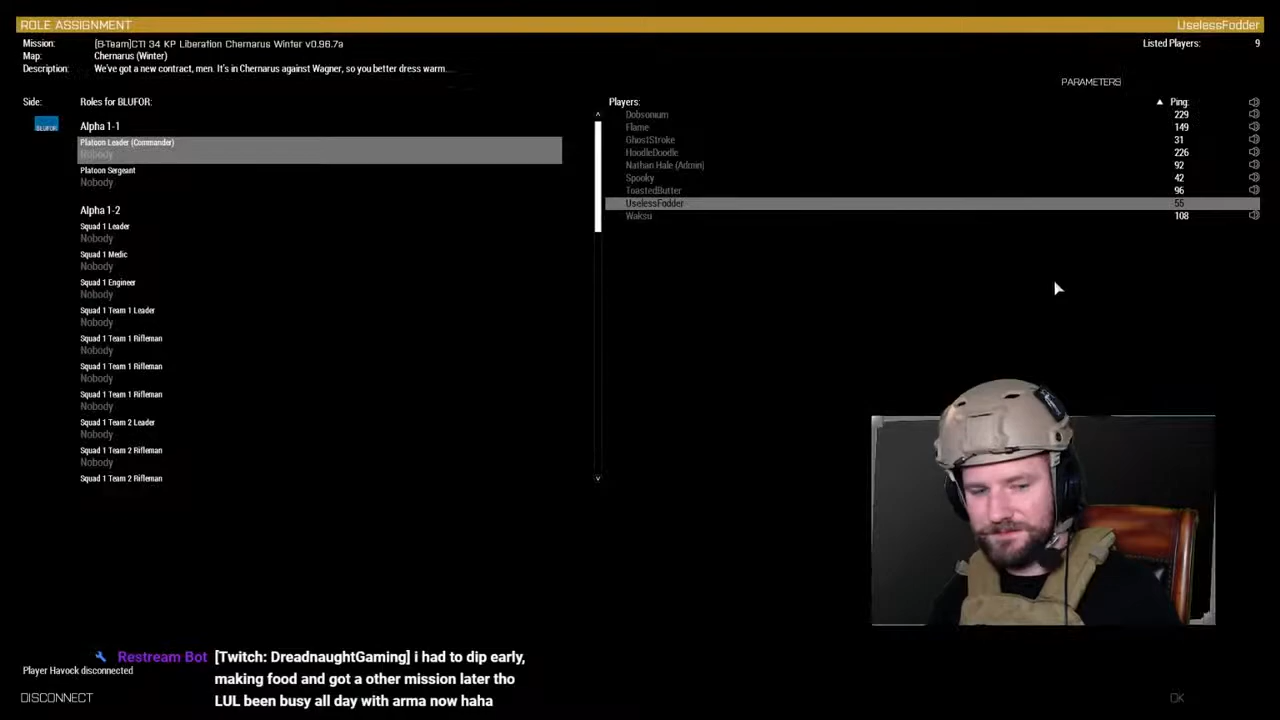 ROLE ASSIGNMENT
UselessFodder
Mission: [B-Team]CTI 34 KP Liberation Chernarus Winter v0.96.7a
Listed Players: 9
Map: Chernarus (Winter)
Description: We've got a new contract, men. It's in Chernarus against Wagner, so you better dress warm.
PARAMETERS
Side:
BLUFOR
Roles for BLUFOR:
Alpha 1-1
Platoon Leader (Commander)
Nobody
Platoon Sergeant
Nobody
Alpha 1-2
Squad 1 Leader
Nobody
Squad 1 Medic
Nobody
Squad 1 Engineer
Nobody
Squad 1 Team 1 Leader
Nobody
Squad 1 Team 1 Rifleman
Nobody
Squad 1 Team 1 Rifleman
Nobody
Squad 1 Team 1 Rifleman
Nobody
Squad 1 Team 2 Leader
Nobody
Squad 1 Team 2 Rifleman
Nobody
Squad 1 Team 2 Rifleman
Players: Ping:
Dobsonium 229
Flame 149
GhostStroke 31
HoodleDoodle 226
Nathan Hale (Admin) 92
Spooky 42
ToastedButter 96
UselessFodder 55
Waksu 108
Restream Bot [Twitch: DreadnaughtGaming] i had to dip early,
making food and got a other mission later tho
LUL been busy all day with arma now haha
Player Havock disconnected
DISCONNECT
OK